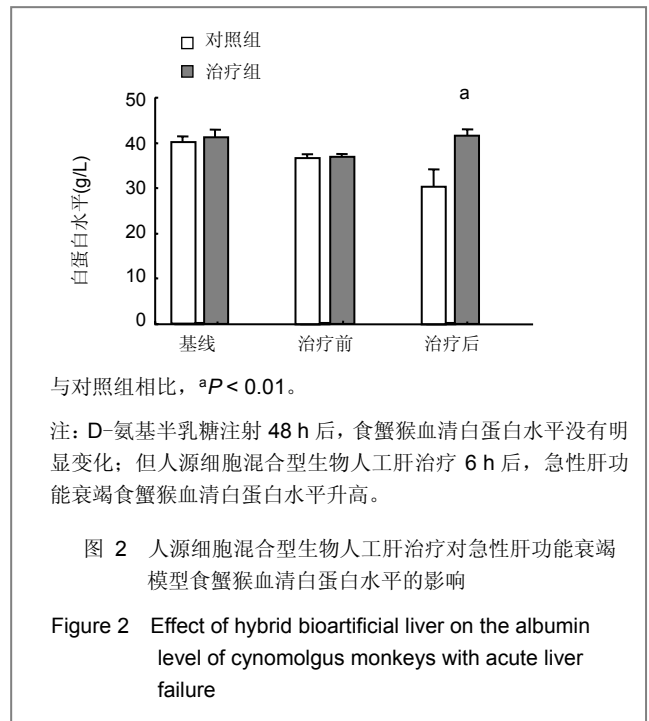 对照组
治疗组
a
50
40
30
20
10
0
白蛋白水平(g/L)
基线
治疗前
治疗后
与对照组相比，ᵃP < 0.01。
注：D-氨基半乳糖注射 48 h 后，食蟹猴血清白蛋白水平没有明
显变化；但人源细胞混合型生物人工肝治疗 6 h 后，急性肝功
能衰竭食蟹猴血清白蛋白水平升高。
图 2 人源细胞混合型生物人工肝治疗对急性肝功能衰竭
模型食蟹猴血清白蛋白水平的影响
Figure 2 Effect of hybrid bioartificial liver on the albumin
level of cynomolgus monkeys with acute liver
failure